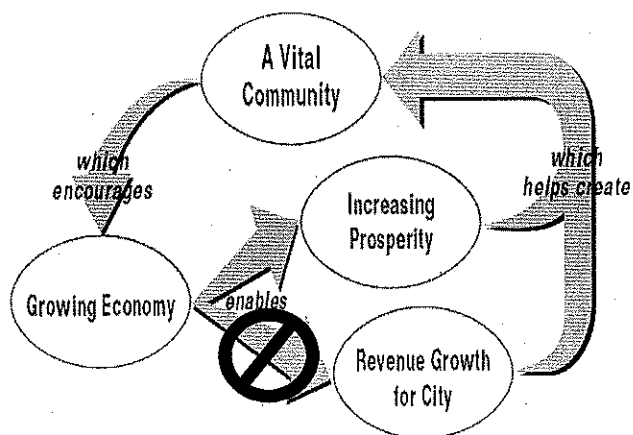 A Vital
Community
which
encourages
which
helps create
Increasing
Prosperity
Growing Economy
enables
Revenue Growth
for City